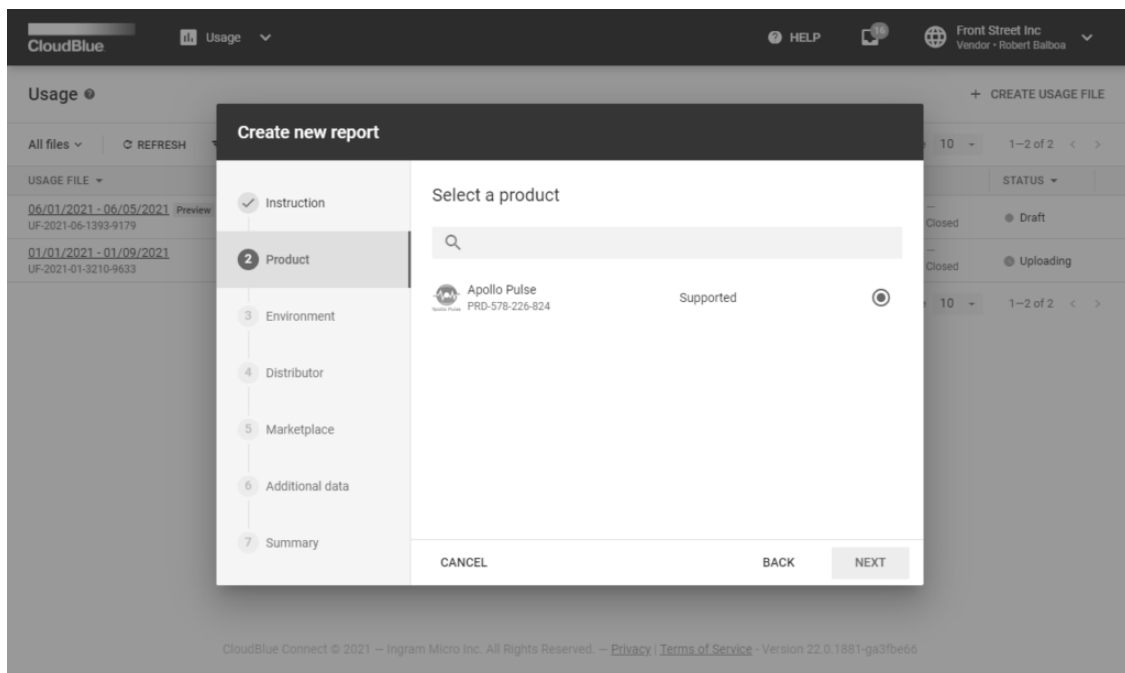 CloudBlue
Usage
HELP
16
Front Street Inc
Vendor • Robert Balboa
Usage
+ CREATE USAGE FILE
All files
REFRESH
10
1–2 of 2
USAGE FILE
STATUS
06/01/2021 - 06/05/2021 Preview
UF-2021-06-1393-9179
—
Closed
Draft
01/01/2021 - 01/09/2021
UF-2021-01-3210-9633
—
Closed
Uploading
10
1–2 of 2
Create new report
Instruction
2 Product
3 Environment
4 Distributor
5 Marketplace
6 Additional data
7 Summary
Select a product
Apollo Pulse
PRD-578-226-824
Supported
Apollo Pulse
CANCEL
BACK
NEXT
CloudBlue Connect © 2021 — Ingram Micro Inc. All Rights Reserved. — Privacy | Terms of Service - Version 22.0.1881-ga3fbe66